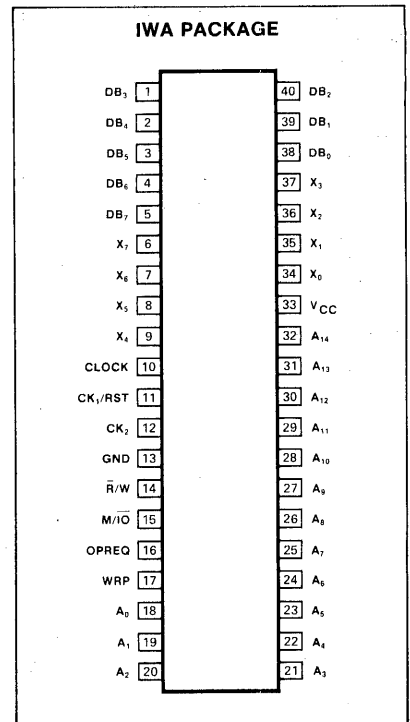 IWA PACKAGE
DB₃ 1 40 DB₂
DB₄ 2 39 DB₁
DB₅ 3 38 DB₀
DB₆ 4 37 X₃
DB₇ 5 36 X₂
X₇ 6 35 X₁
X₆ 7 34 X₀
X₅ 8 33 V_CC
X₄ 9 32 A₁₄
CLOCK 10 31 A₁₃
CK₁/RST 11 30 A₁₂
CK₂ 12 29 A₁₁
GND 13 28 A₁₀
R̅/W 14 27 A₉
M/I̅O̅ 15 26 A₈
OPREQ 16 25 A₇
WRP 17 24 A₆
A₀ 18 23 A₅
A₁ 19 22 A₄
A₂ 20 21 A₃